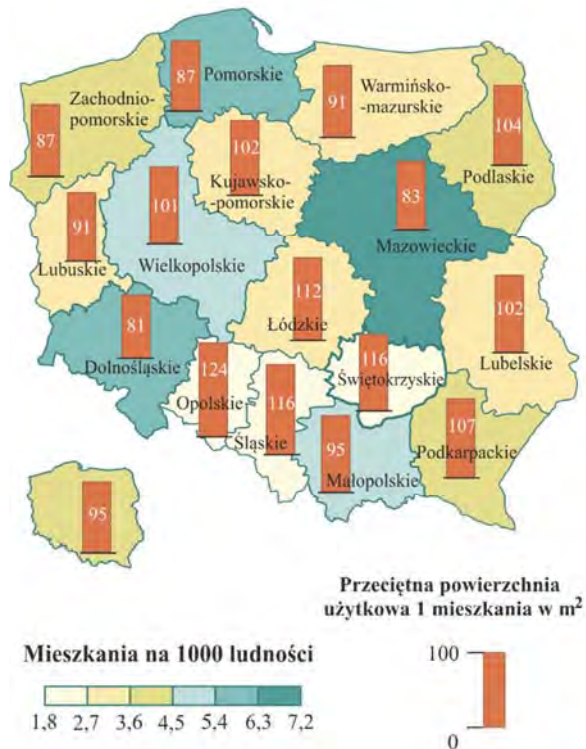 87
Pomorskie
Zachodnio-
pomorskie
87
91
Warmińsko-
-mazurskie
104
Podlaskie
102
Kujawsko-
-pomorskie
101
Wielkopolskie
91
Lubuskie
83
Mazowieckie
112
Łódzkie
102
Lubelskie
81
Dolnośląskie
124
Opolskie
116
Śląskie
116
Świętokrzyskie
95
Małopolskie
107
Podkarpackie
95
Przeciętna powierzchnia
użytkowa 1 mieszkania w m²
100
0
Mieszkania na 1000 ludności
1,8 2,7 3,6 4,5 5,4 6,3 7,2